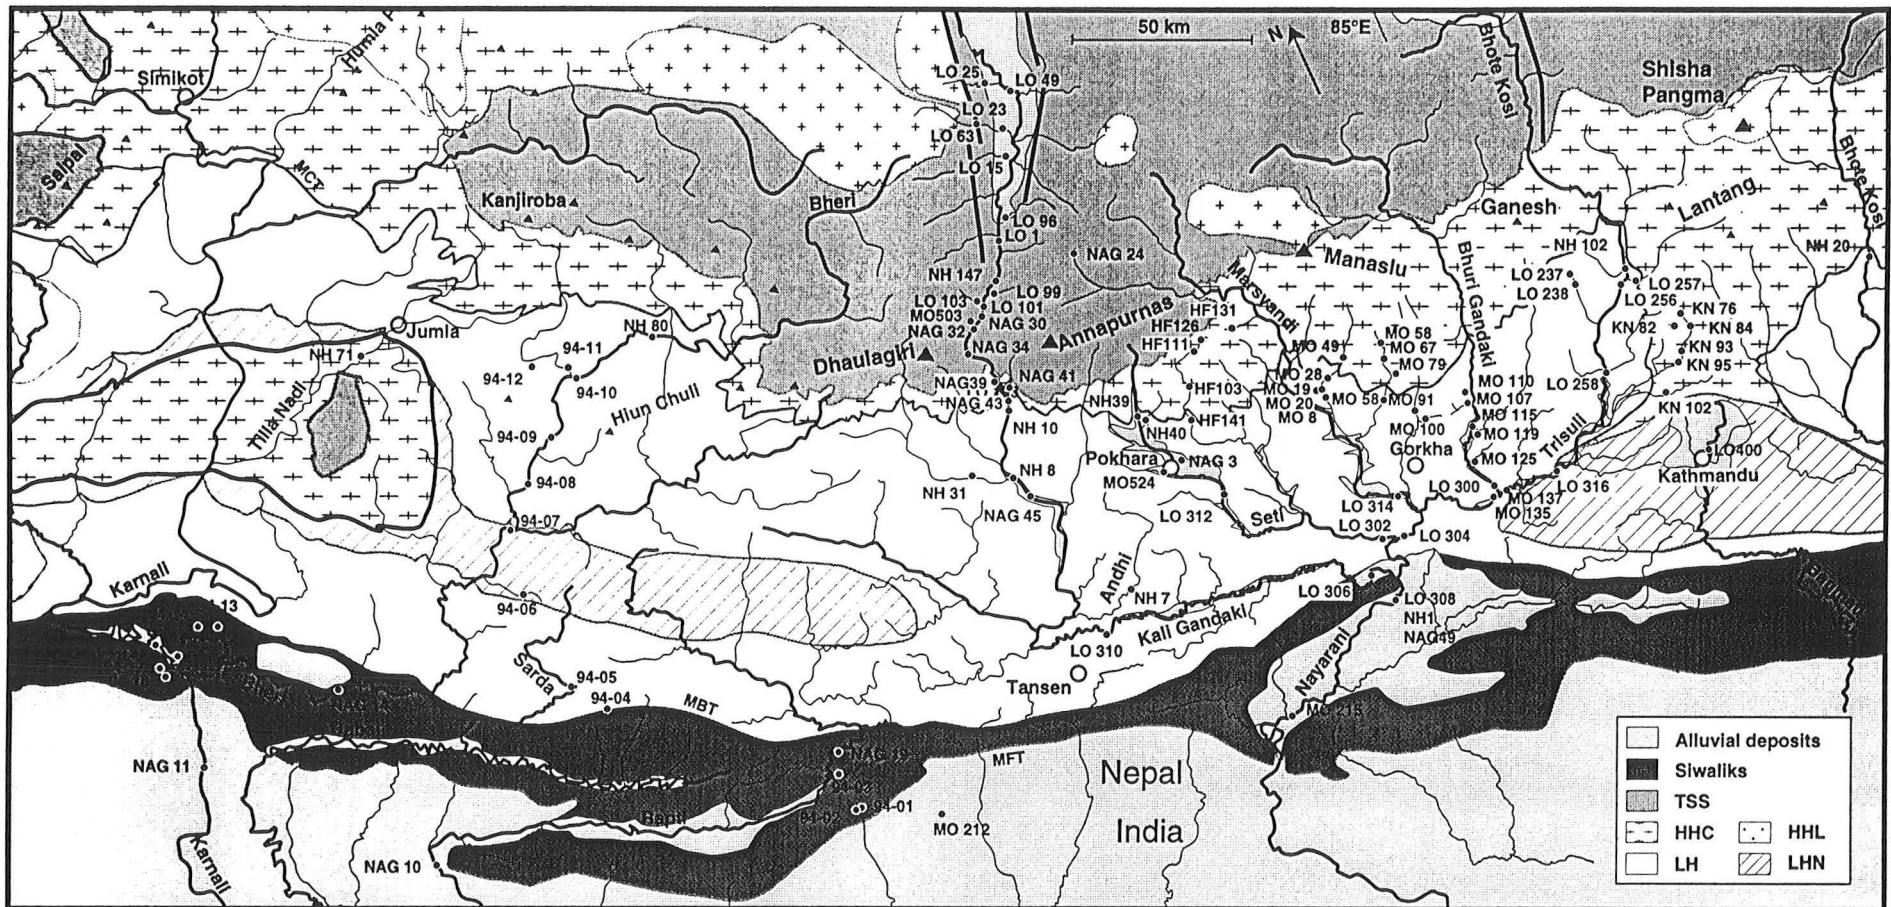 50 km
N
85°E
Humla
Simikot
LO 25
LO 49
Bhote Kosi
Shisha
Pangma
LO 23
LO 63
LO 15
Saipal
MCT
Kanjiroba
Bheri
LO 96
LO 1
NAG 24
Ganesh
Lantang
Bhote Kosi
NH 102
NH 20
Manaslu
Marsyandi
Bhuri Gandaki
NH 147
LO 237
LO 238
LO 257
LO 256
LO 99
LO 103
LO 101
MO503
NAG 30
NAG 32
NAG 34
Annapurnas
Dhaulagiri
HF131
HF126
HF111
KN 76
KN 82
KN 84
KN 93
KN 95
MO 58
MO 67
MO 49
MO 79
Jumla
NH 80
NH 71
94-11
94-12
94-10
NAG39
NAG 41
NAG 43
HF103
MO 28
MO 19
MO 20
MO 8
MO 58
MO 91
MO 110
MO 107
MO 115
MO 119
MO 100
LO 258
KN 102
Tilla Nadi
Hiun Chuli
94-09
NH 10
NH39
NH40
HF141
Gorkha
Trisuli
MO 125
LO400
Kathmandu
Pokhara
NAG 3
MO524
NH 8
NH 31
94-08
NAG 45
LO 312
Seti
LO 300
LO 316
MO 137
MO 135
LO 314
LO 302
LO 304
94-07
Karnali
94-06
Andhi
NH 7
Kali Gandaki
LO 306
LO 308
NH1
NAG49
13
Sarda
94-05
94-04
MBT
LO 310
Tansen
Nayarani
MO 215
NAG 11
NAG 19
MFT
Nepal
India
94-03
94-02
94-01
Rapti
MO 212
NAG 10
Karnali
Alluvial deposits
Siwaliks
TSS
HHC
HHL
LH
LHN